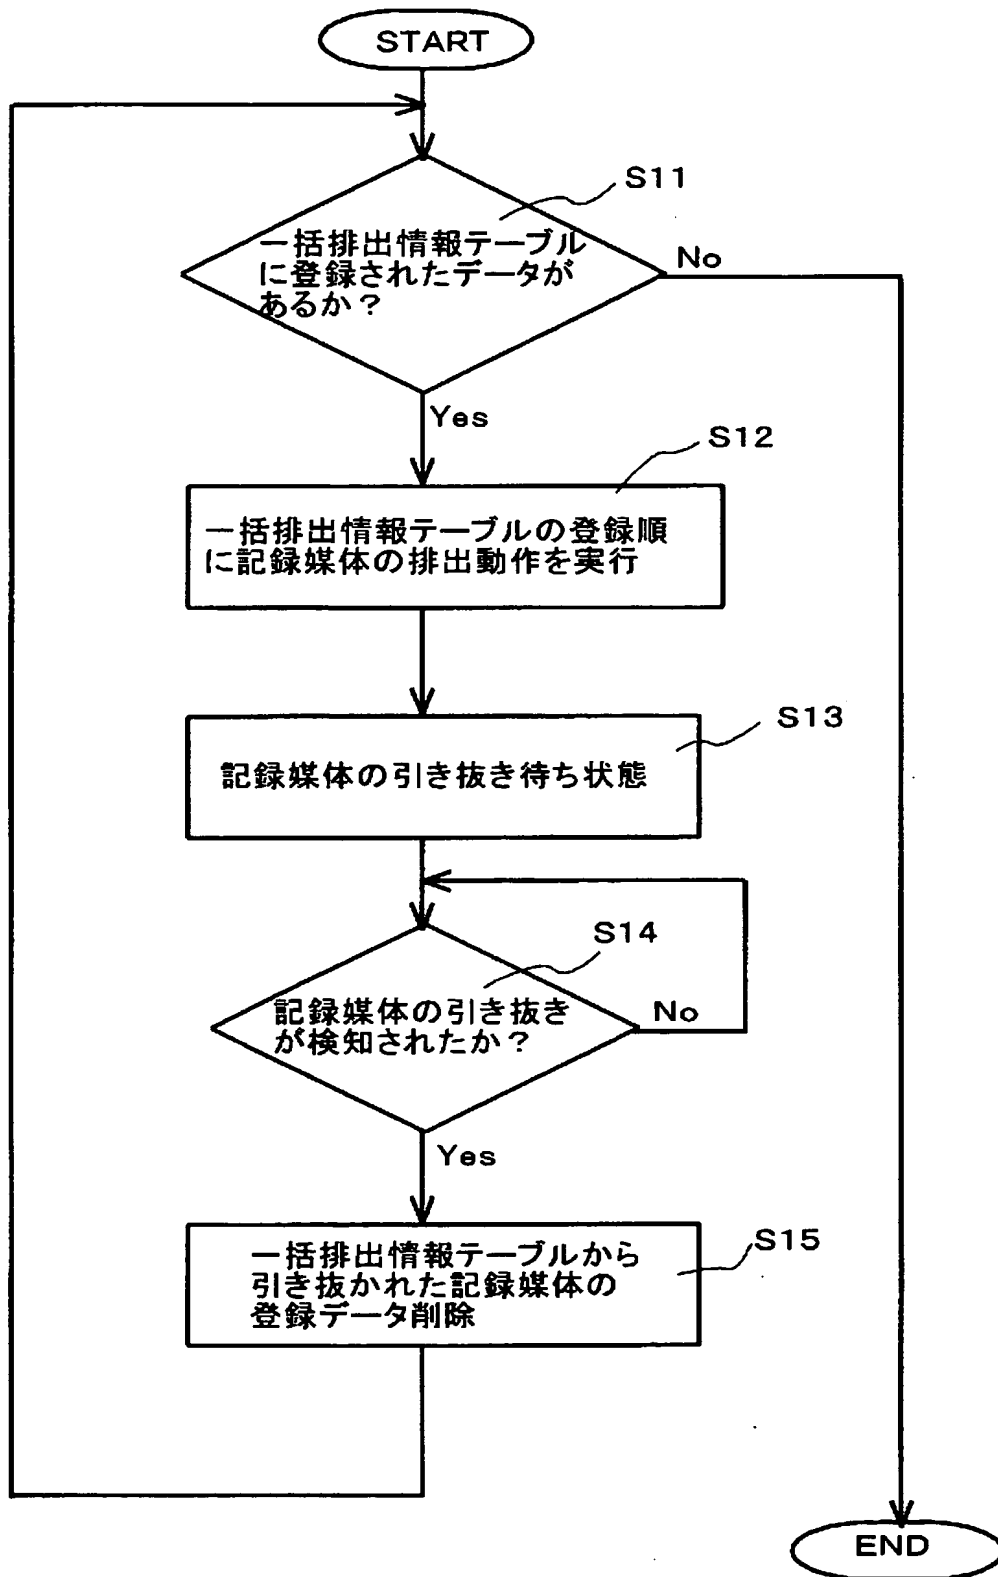 START
S11
一括排出情報テーブル
に登録されたデータが
あるか？
No
Yes
S12
一括排出情報テーブルの登録順
に記録媒体の排出動作を実行
S13
記録媒体の引き抜き待ち状態
S14
記録媒体の引き抜き
が検知されたか？
No
Yes
S15
一括排出情報テーブルから
引き抜かれた記録媒体の
登録データ削除
END